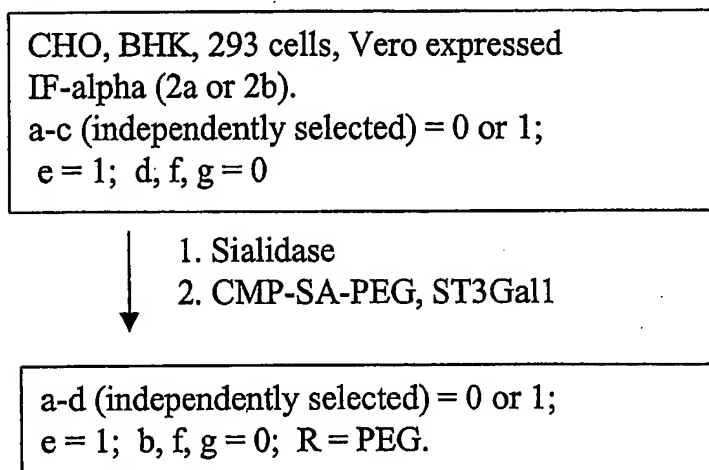 CHO, BHK, 293 cells, Vero expressed
IF-alpha (2a or 2b).
a-c (independently selected) = 0 or 1;
e = 1; d, f, g = 0
1. Sialidase
2. CMP-SA-PEG, ST3Gal1
a-d (independently selected) = 0 or 1;
e = 1; b, f, g = 0; R = PEG.